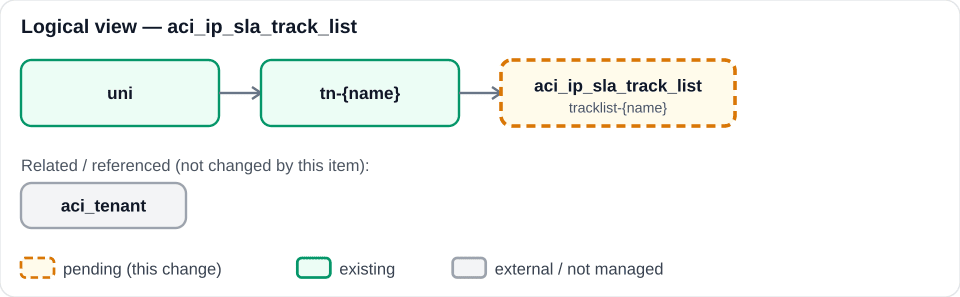 Logical view — aci_ip_sla_track_list
uni
tn-{name}
aci_ip_sla_track_list
tracklist-{name}
Related / referenced (not changed by this item):
aci_tenant
pending (this change)
existing
external / not managed